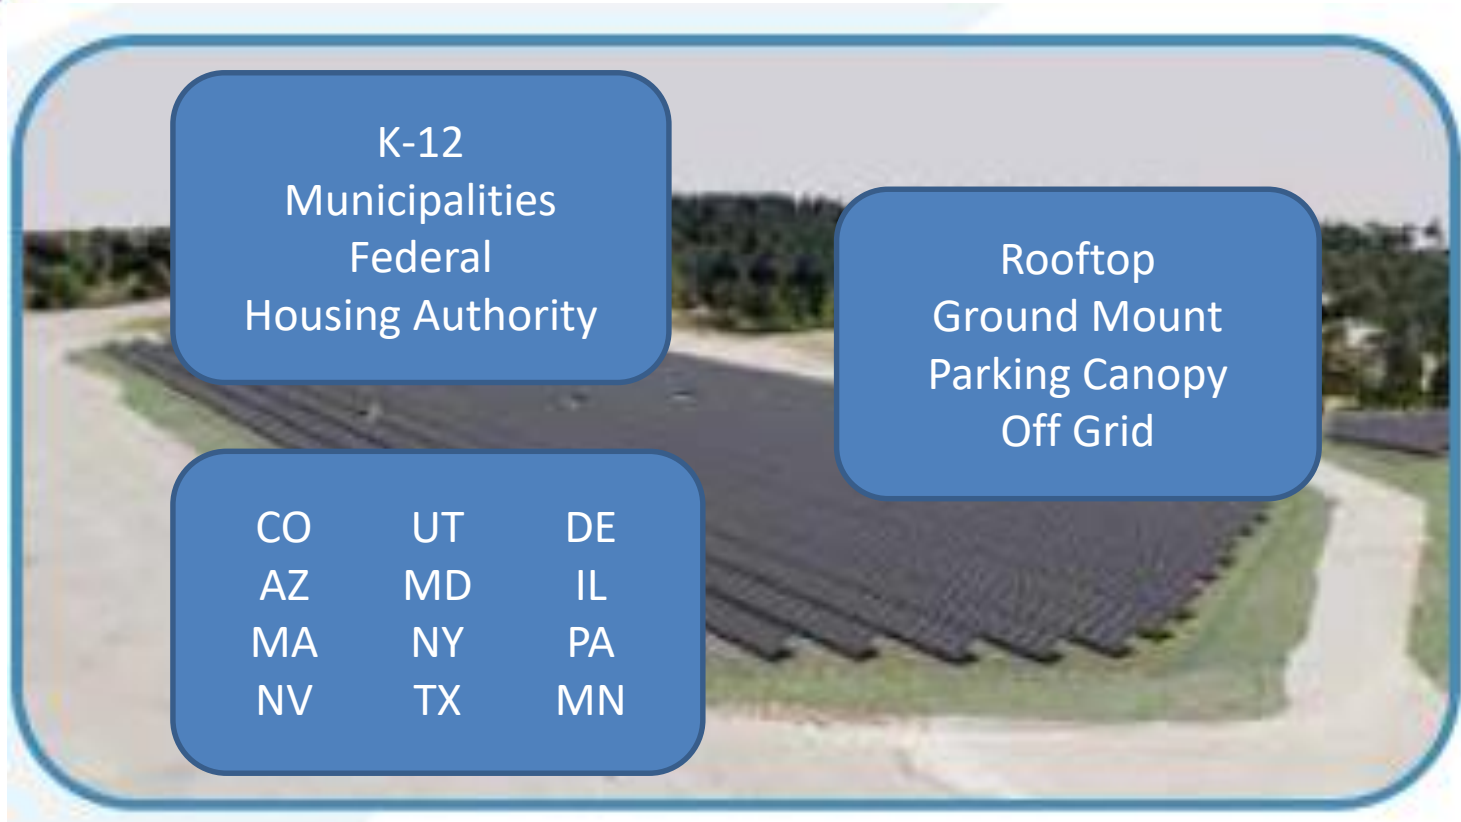 K-12
Municipalities
Federal
Housing Authority
Rooftop
Ground Mount
Parking Canopy
Off Grid
CO UT DE
AZ MD IL
MA NY PA
NV TX MN